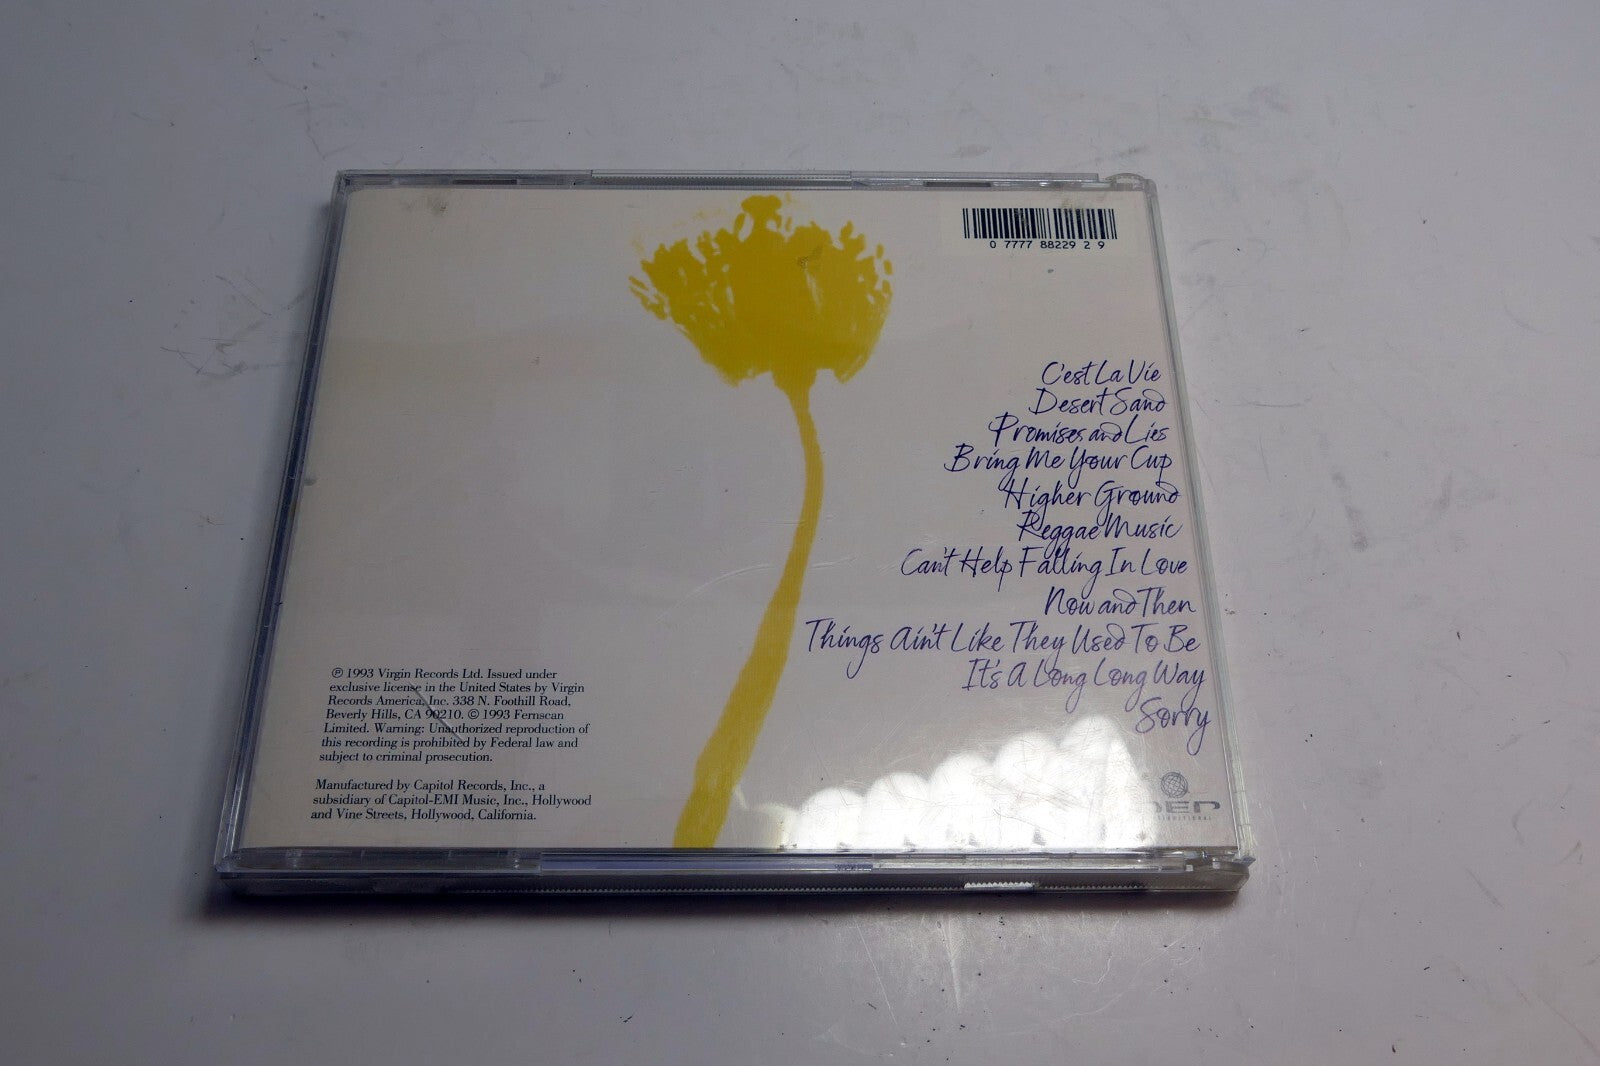 0 7777 88229 2 9
C'est La Vie
Desert Sand
Promises and Lies
Bring Me Your Cup
Higher Ground
Reggae Music
Can't Help Falling In Love
Now and Then
Things Ain't Like They Used To Be
It's A Long Long Way
Sorry
℗ 1993 Virgin Records Ltd. Issued under
exclusive license in the United States by Virgin
Records America, Inc. 338 N. Foothill Road,
Beverly Hills, CA 90210. © 1993 Fernscan
Limited. Warning: Unauthorized reproduction of
this recording is prohibited by Federal law and
subject to criminal prosecution.
Manufactured by Capitol Records, Inc., a
subsidiary of Capitol-EMI Music, Inc., Hollywood
and Vine Streets, Hollywood, California.